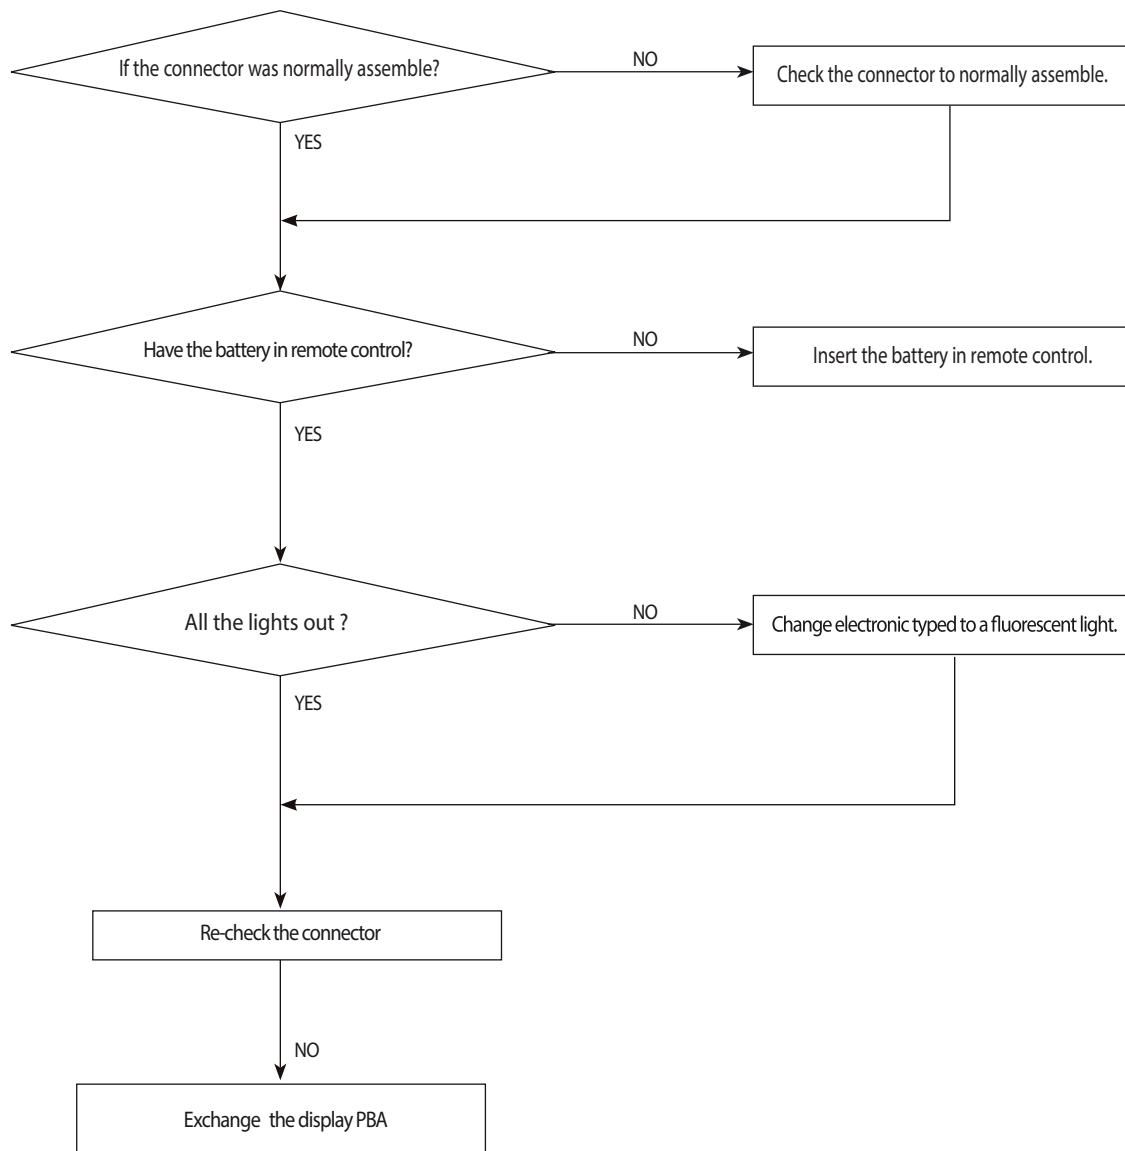 If the connector was normally assemble?
NO
Check the connector to normally assemble.
YES
Have the battery in remote control?
NO
Insert the battery in remote control.
YES
All the lights out ?
NO
Change electronic typed to a fluorescent light.
YES
Re-check the connector
NO
Exchange the display PBA